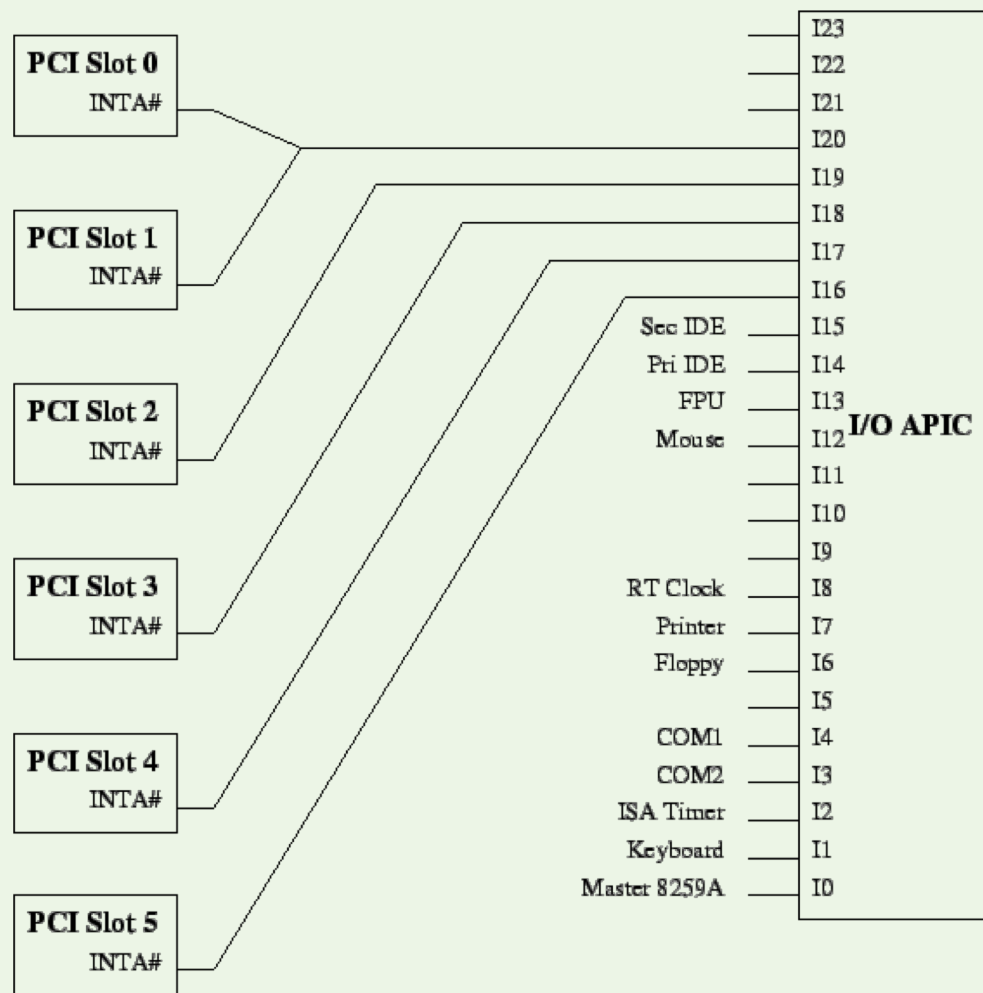 PCI Slot 0
INTA#
PCI Slot 1
INTA#
PCI Slot 2
INTA#
PCI Slot 3
INTA#
PCI Slot 4
INTA#
PCI Slot 5
INTA#
I23
I22
I21
I20
I19
I18
I17
I16
Sec IDE I15
Pri IDE I14
FPU I13
Mouse I12
I/O APIC
I11
I10
I9
RT Clock I8
Printer I7
Floppy I6
I5
COM1 I4
COM2 I3
ISA Timer I2
Keyboard I1
Master 8259A I0